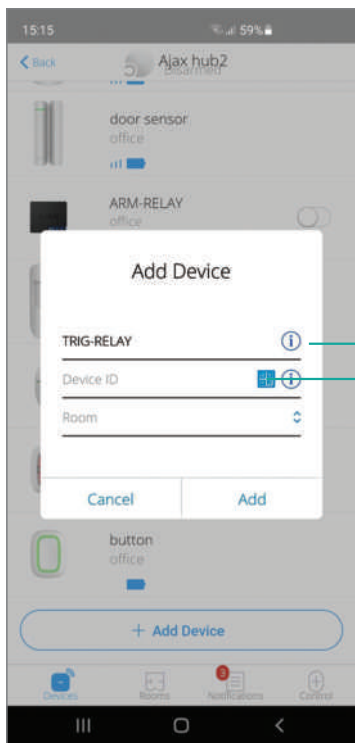 15:15 59%
Back
Ajax hub2
Disarmed
door sensor
office
ARM-RELAY
office
Add Device
TRIG-RELAY
Device ID
Room
Cancel Add
button
office
+ Add Device
3
Devices Rooms Notifications Control